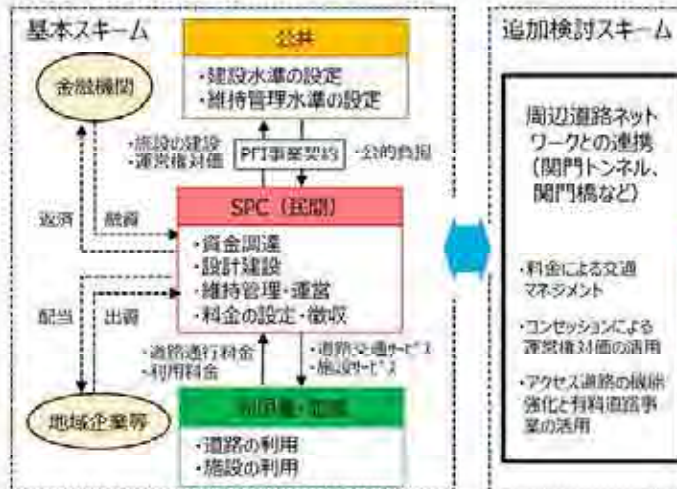 基本スキーム
公共
・建設水準の設定
・維持管理水準の設定
金融機関
・施設の建設
・運営権対価
PFI事業契約
・公的負担
返済
融資
SPC（民間）
・資金調達
・設計建設
・維持管理・運営
・料金の設定・徴収
配当
出資
・道路通行料金
・利用料金
・道路交通サービス
・施設サービス
地域企業等
・道路の利用
・施設の利用
追加検討スキーム
周辺道路ネット
ワークとの連携
（関門トンネル、
関門橋など）
・料金による交通
マネジメント
・コンセッションによる
運営権対価の活用
・アクセス道路の機能
強化と有料道路事
業の活用